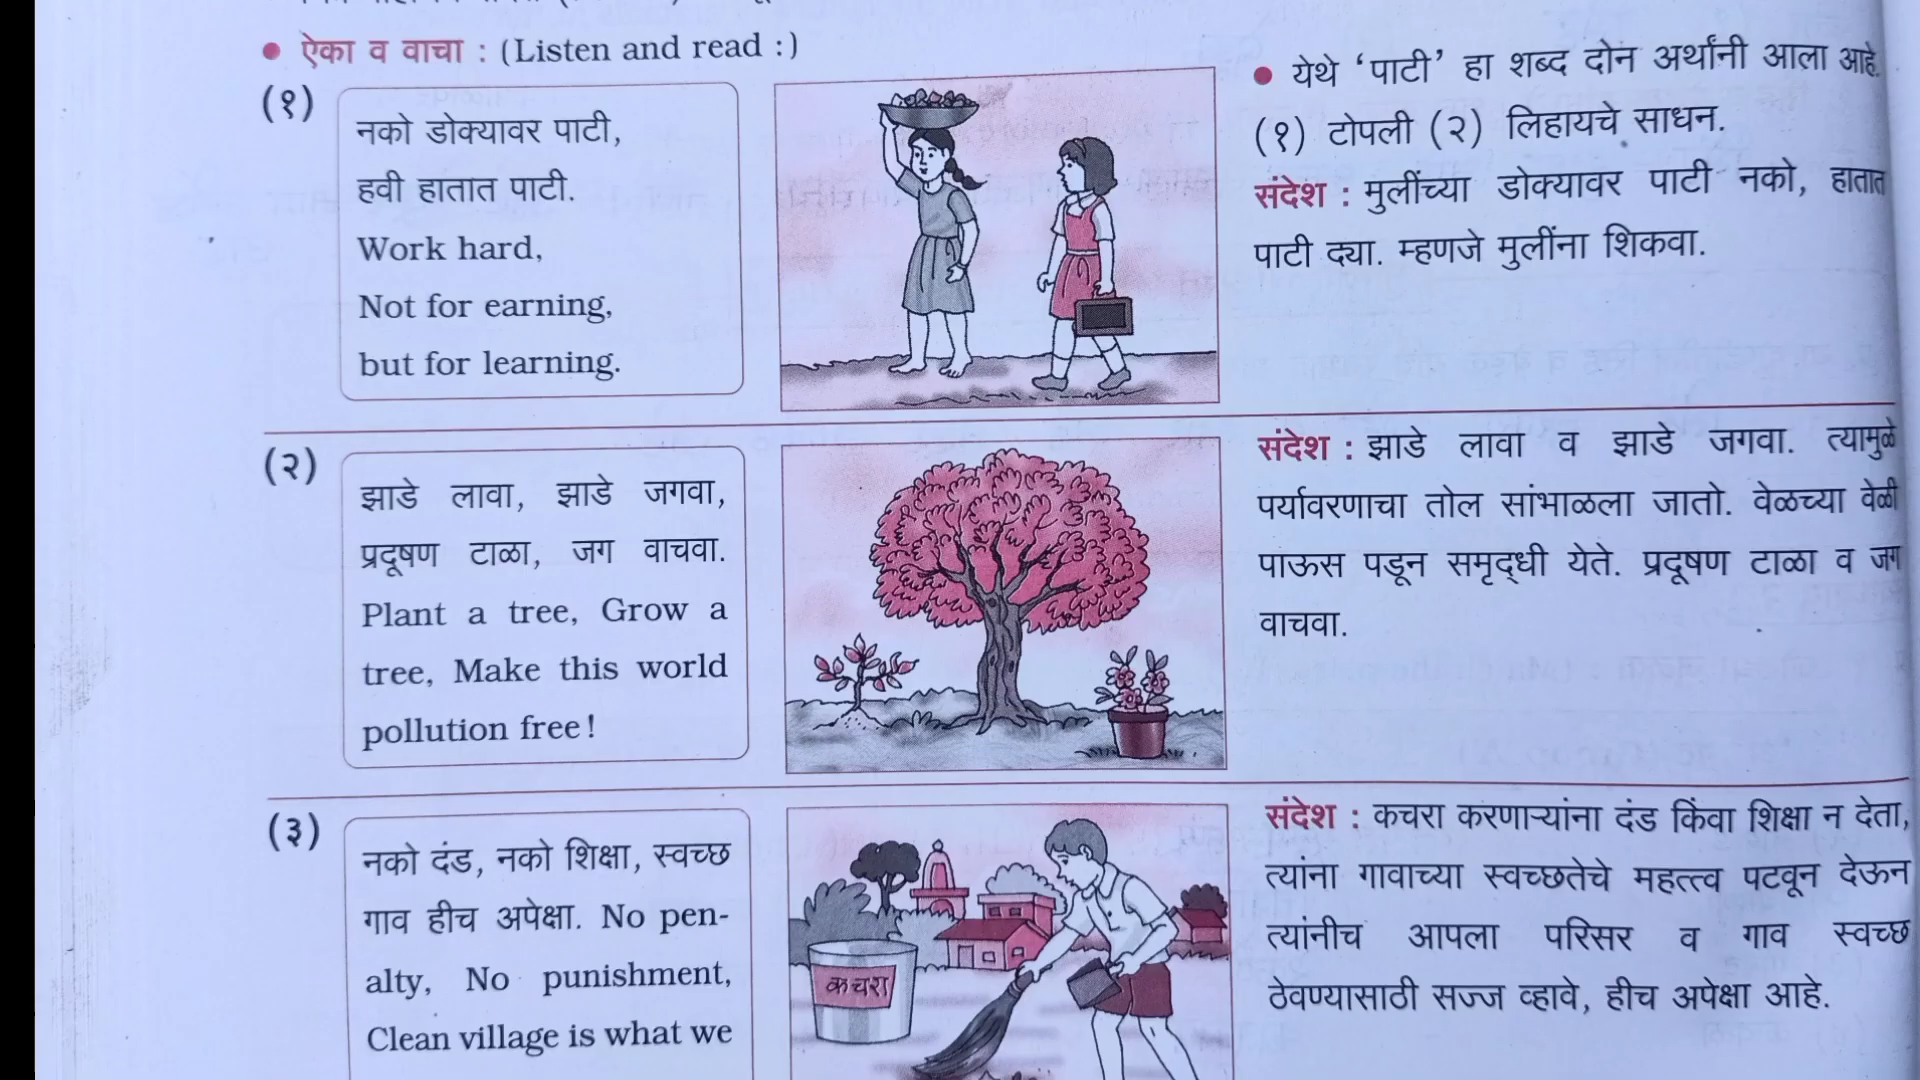 • ऐका व वाचा : (Listen and read :)
(१)
नको डोक्यावर पाटी,
हवी हातात पाटी.
Work hard,
Not for earning,
but for learning.
• येथे ‘पाटी’ हा शब्द दोन अर्थांनी आला आहे.
(१) टोपली (२) लिहायचे साधन.
संदेश : मुलींच्या डोक्यावर पाटी नको, हातात
पाटी द्या. म्हणजे मुलींना शिकवा.
(२)
झाडे लावा, झाडे जगवा,
प्रदूषण टाळा, जग वाचवा.
Plant a tree, Grow a
tree, Make this world
pollution free!
संदेश : झाडे लावा व झाडे जगवा. त्यामुळे
पर्यावरणाचा तोल सांभाळला जातो. वेळच्या वेळी
पाऊस पडून समृद्धी येते. प्रदूषण टाळा व जग
वाचवा.
(३)
नको दंड, नको शिक्षा, स्वच्छ
गाव हीच अपेक्षा. No pen-
alty, No punishment,
Clean village is what we
कचरा
संदेश : कचरा करणाऱ्यांना दंड किंवा शिक्षा न देता,
त्यांना गावाच्या स्वच्छतेचे महत्त्व पटवून देऊन
त्यांनीच आपला परिसर व गाव स्वच्छ
ठेवण्यासाठी सज्ज व्हावे, हीच अपेक्षा आहे.